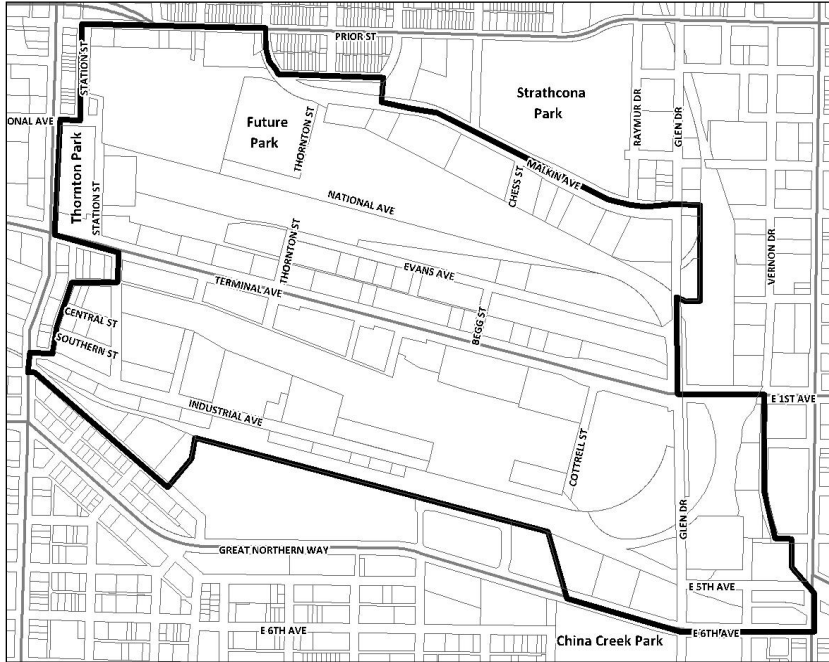 PRIOR ST
STATION ST
Strathcona
Park
ONAL AVE
Future
Park
THORNTON ST
RAYMUR DR
GLEN DR
Thornton Park
STATION ST
CHESS ST
MALKIN AVE
NATIONAL AVE
THORNTON ST
VERNON DR
EVANS AVE
TERMINAL AVE
BEGG ST
CENTRAL ST
SOUTHERN ST
E 1ST AVE
INDUSTRIAL AVE
COTTRELL ST
GLEN DR
GREAT NORTHERN WAY
E 5TH AVE
E 6TH AVE
E 6TH AVE
China Creek Park